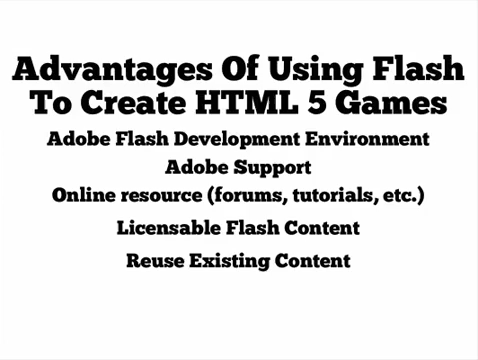 Advantages Of Using Flash
To Create HTML 5 Games
Adobe Flash Development Environment
Adobe Support
Online resource (forums, tutorials, etc.)
Licensable Flash Content
Reuse Existing Content